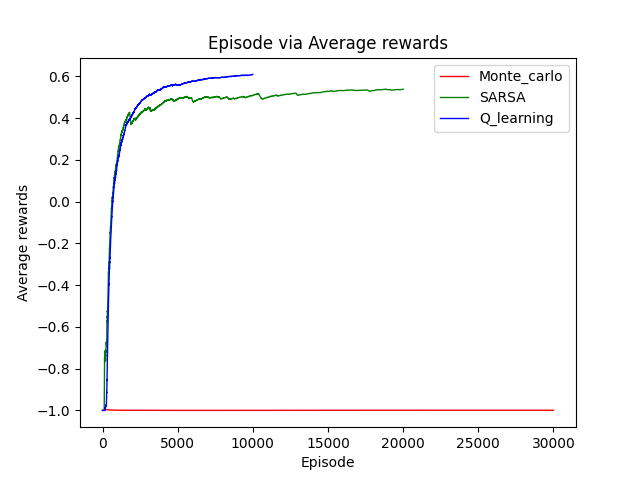 Episode via Average rewards
Average rewards
0.6
0.4
0.2
0.0
−0.2
−0.4
−0.6
−0.8
−1.0
Monte_carlo
SARSA
Q_learning
0 5000 10000 15000 20000 25000 30000
Episode